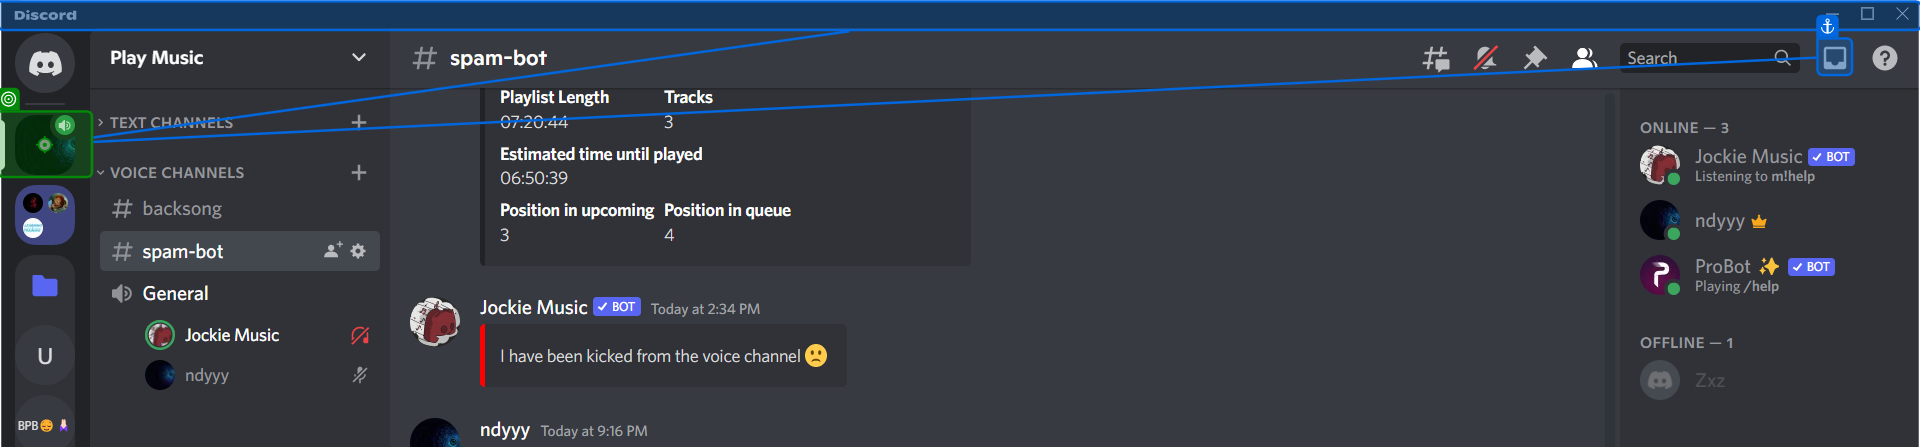 Discord
Play Music
spam-bot
Search
TEXT CHANNELS
VOICE CHANNELS
backsong
spam-bot
General
Jockie Music
ndyyy
U
BPB
Playlist Length Tracks
07:20:44 3
Estimated time until played
06:50:39
Position in upcoming Position in queue
3 4
Jockie Music BOT Today at 2:34 PM
I have been kicked from the voice channel 🙁
ndyyy Today at 9:16 PM
ONLINE — 3
Jockie Music BOT
Listening to m!help
ndyyy
ProBot ✨ BOT
Playing /help
OFFLINE — 1
Zxz